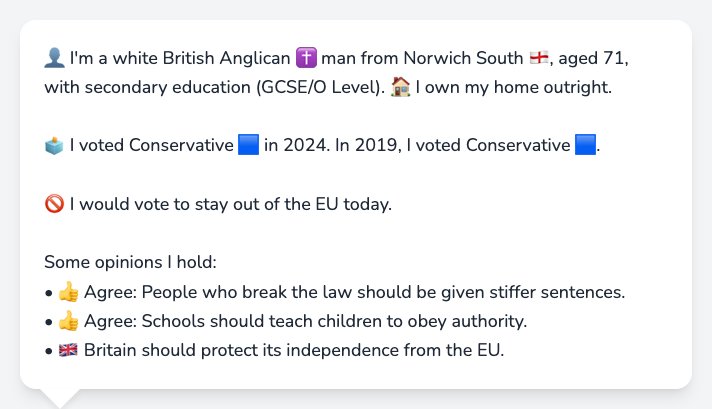 👤 I'm a white British Anglican ✝️ man from Norwich South 🏴󠁧󠁢󠁥󠁮󠁧󠁿, aged 71,
with secondary education (GCSE/O Level). 🏠 I own my home outright.
🗳️ I voted Conservative 🟦 in 2024. In 2019, I voted Conservative 🟦.
🚫 I would vote to stay out of the EU today.
Some opinions I hold:
• 👍 Agree: People who break the law should be given stiffer sentences.
• 👍 Agree: Schools should teach children to obey authority.
• 🇬🇧 Britain should protect its independence from the EU.